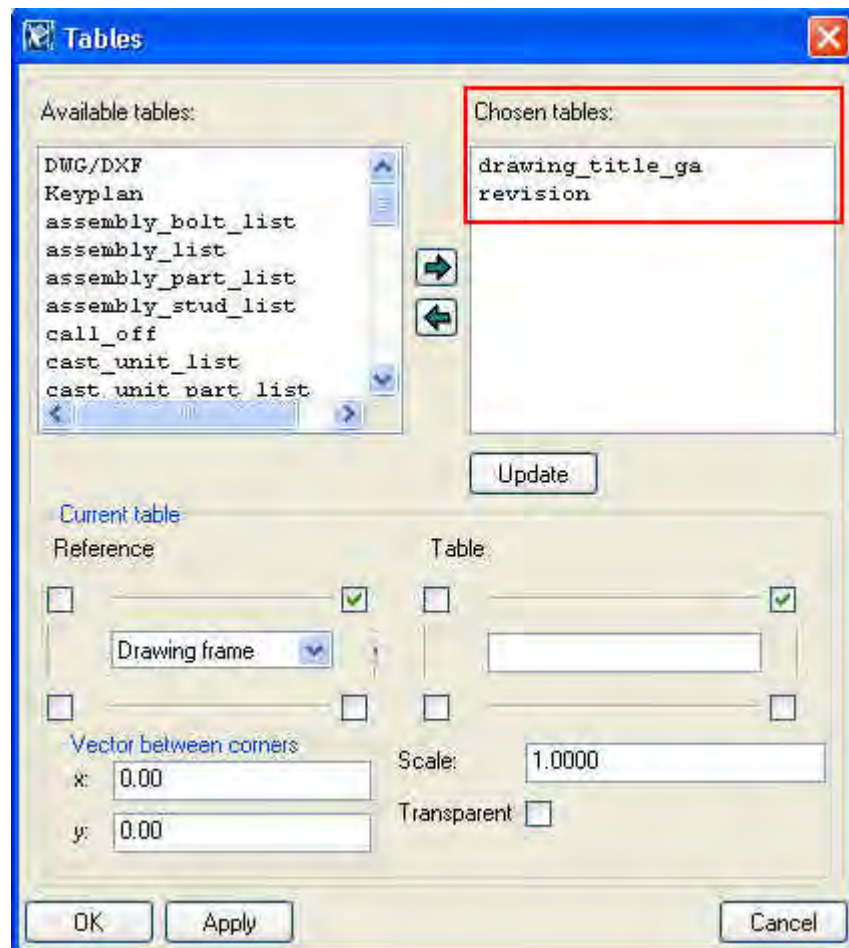 Tables
Available tables:
DWG/DXF
Keyplan
assembly_bolt_list
assembly_list
assembly_part_list
assembly_stud_list
call_off
cast_unit_list
cast_unit_part_list
Chosen tables:
drawing_title_ga
revision
Update
Current table
Reference
Table
Drawing frame
Vector between corners
x: 0.00
y: 0.00
Scale: 1.0000
Transparent
OK Apply Cancel